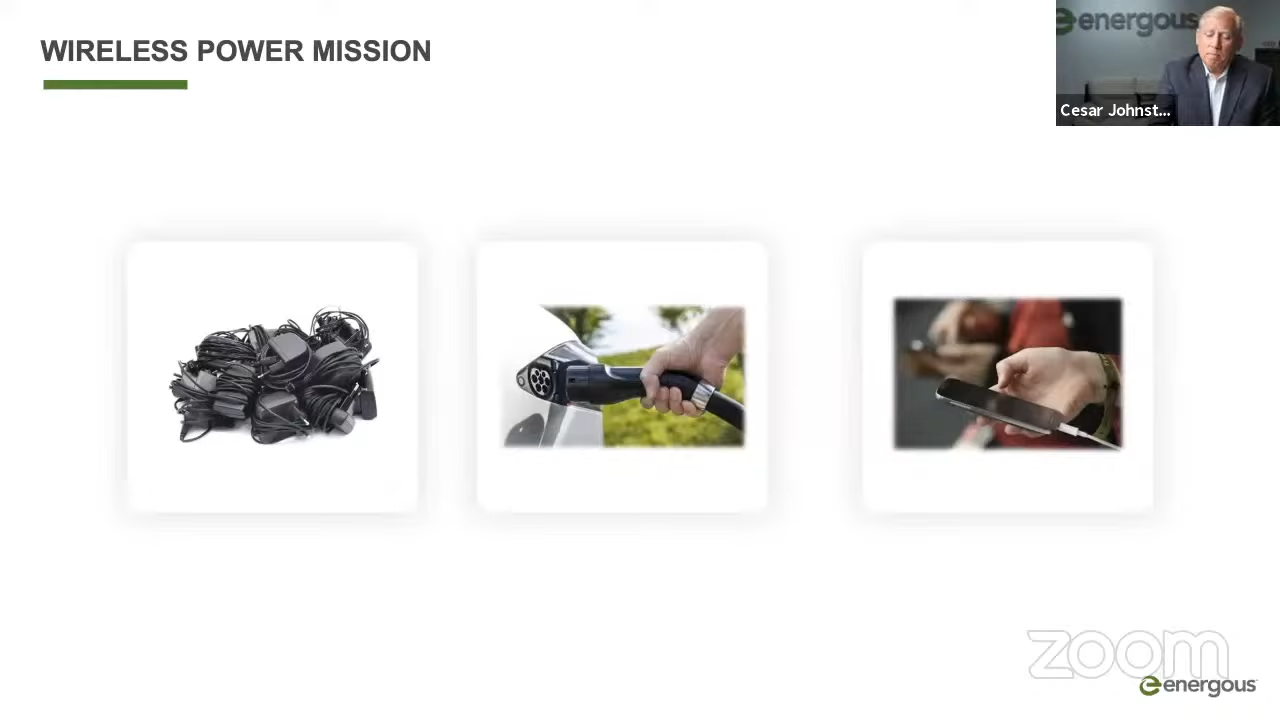 WIRELESS POWER MISSION
energous
Cesar Johnst...
zoom
energous